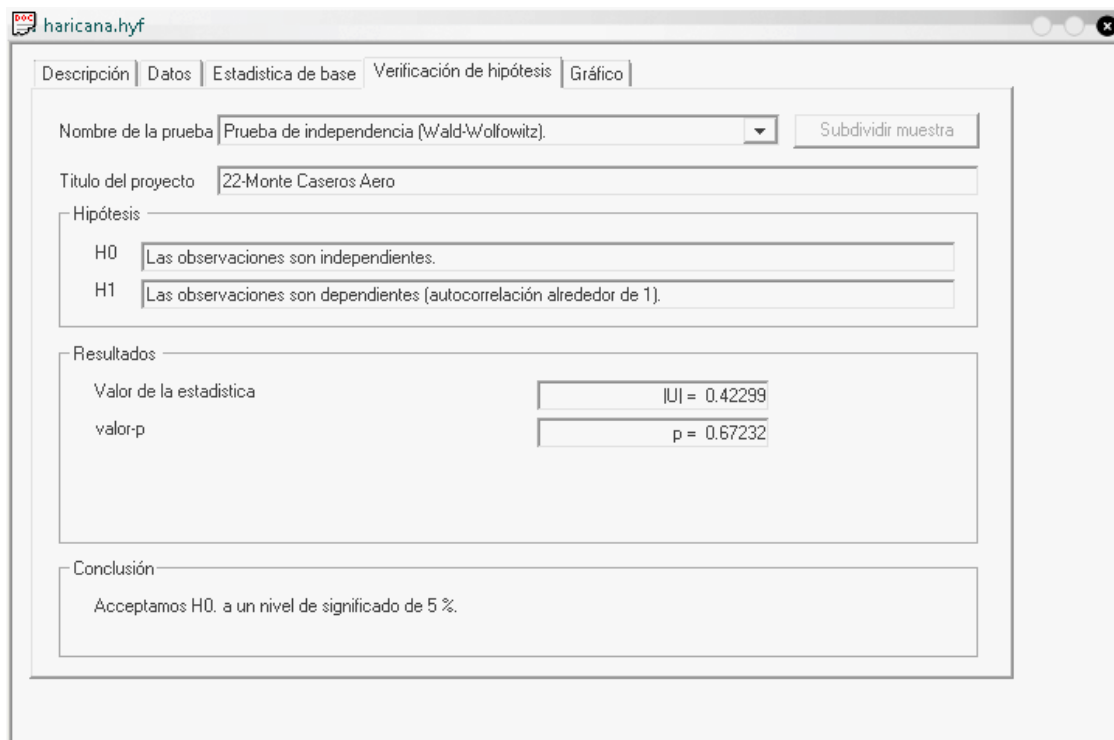 DOC
haricana.hyf
Descripción Datos Estadistica de base Verificación de hipótesis Gráfico
Nombre de la prueba Prueba de independencia (Wald-Wolfowitz). Subdividir muestra
Titulo del proyecto 22-Monte Caseros Aero
Hipótesis
H0 Las observaciones son independientes.
H1 Las observaciones son dependientes (autocorrelación alrededor de 1).
Resultados
Valor de la estadistica |U| = 0.42299
valor-p p = 0.67232
Conclusión
Acceptamos H0. a un nivel de significado de 5 %.